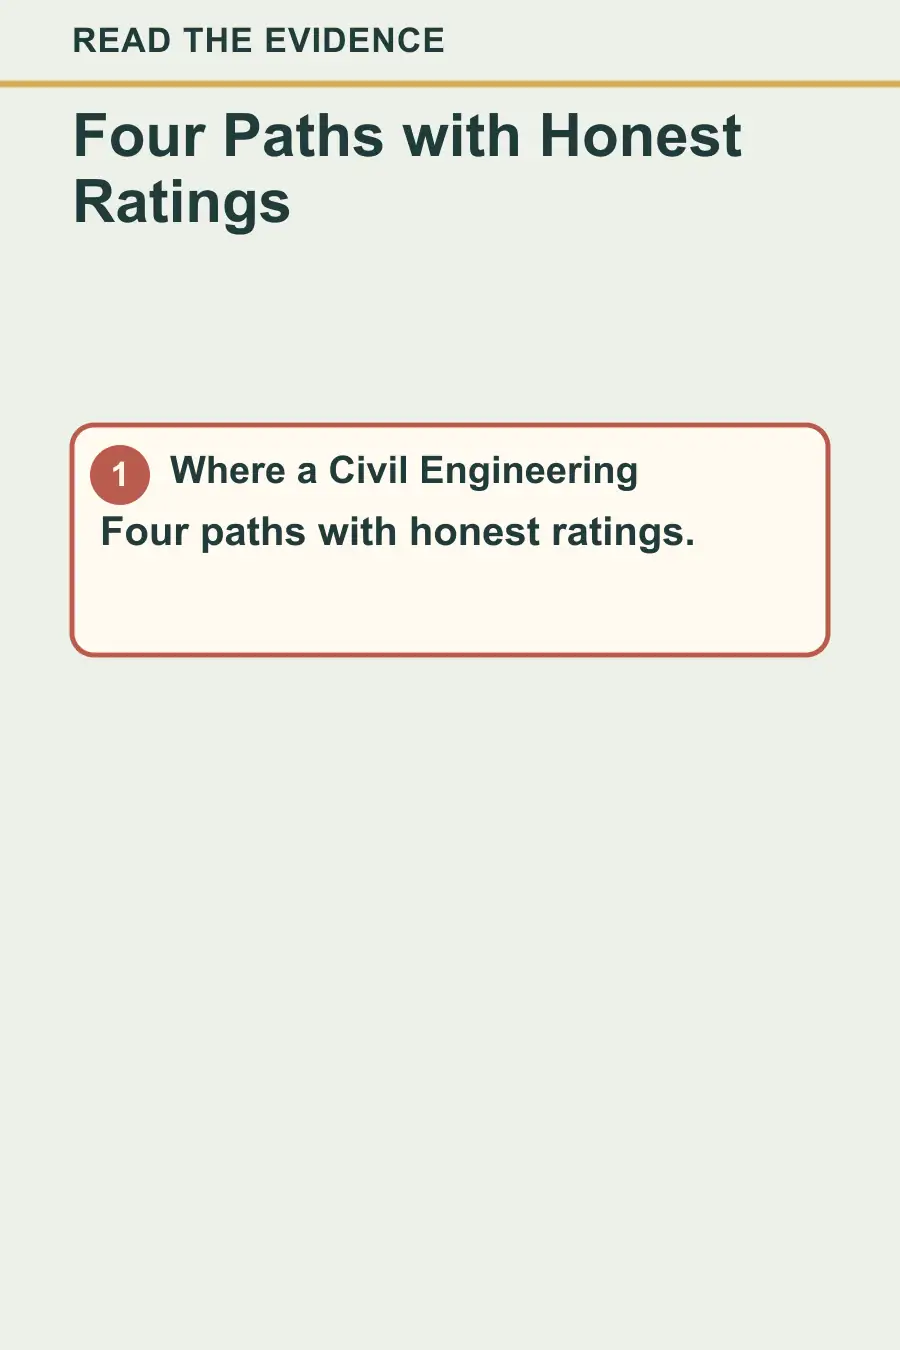 READ THE EVIDENCE
Four Paths with Honest
Ratings
1 Where a Civil Engineering
Four paths with honest ratings.